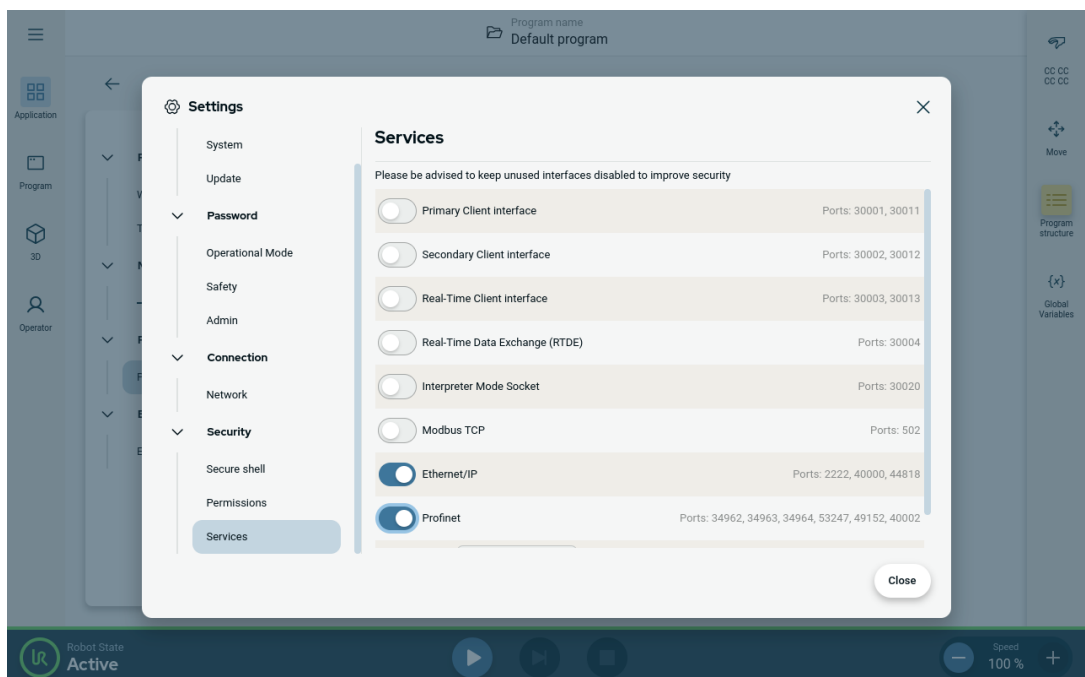 Program name
Default program
Application
Program
3D
Operator
CC CC
CC CC
Move
Program
structure
{x}
Global
Variables
Settings
System
Update
Password
Operational Mode
Safety
Admin
Connection
Network
Security
Secure shell
Permissions
Services
Services
Please be advised to keep unused interfaces disabled to improve security
Primary Client interface Ports: 30001, 30011
Secondary Client interface Ports: 30002, 30012
Real-Time Client interface Ports: 30003, 30013
Real-Time Data Exchange (RTDE) Ports: 30004
Interpreter Mode Socket Ports: 30020
Modbus TCP Ports: 502
Ethernet/IP Ports: 2222, 40000, 44818
Profinet Ports: 34962, 34963, 34964, 53247, 49152, 40002
Close
UR
Robot State
Active
Speed
100 %